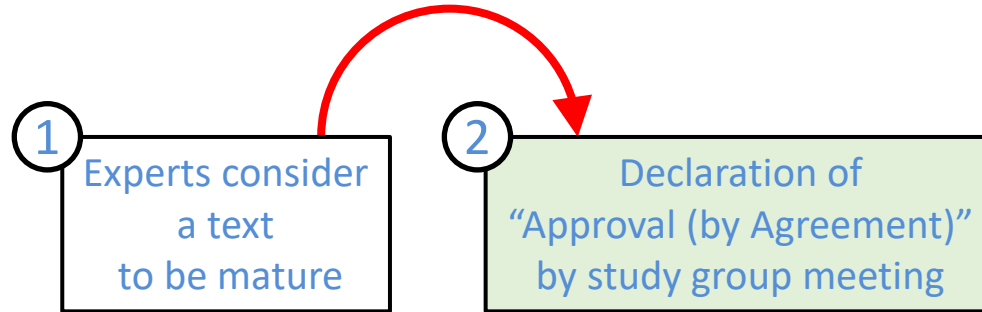 1
Experts consider
a text
to be mature
2
Declaration of
“Approval (by Agreement)”
by study group meeting